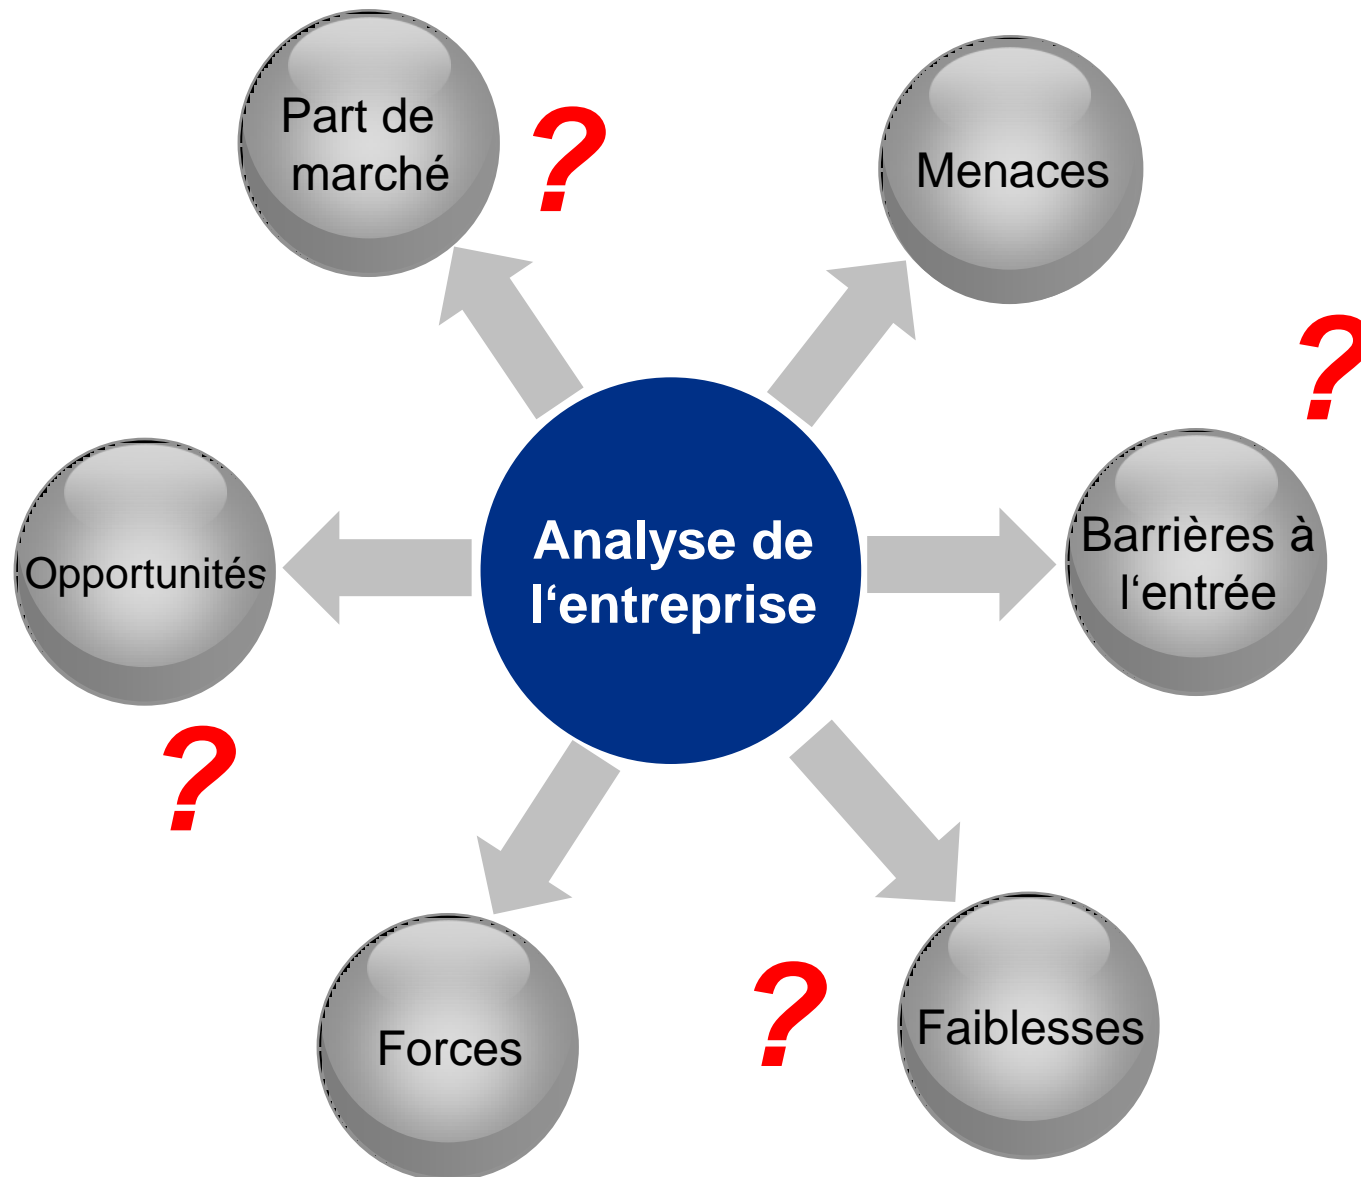 Part de
marché
?
Menaces
?
Analyse de
l‘entreprise
Barrières à
l‘entrée
Opportunités
?
Forces
?
Faiblesses